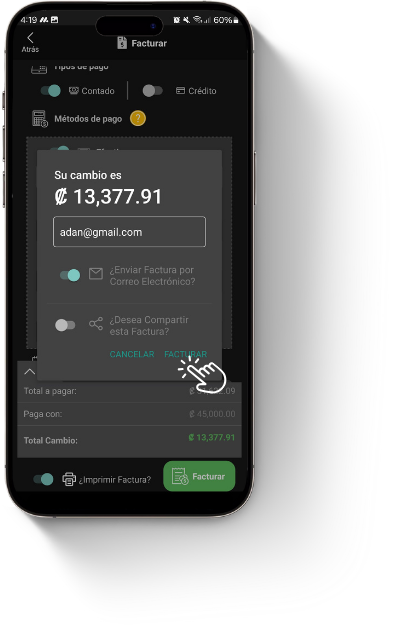 4:19
60%
Atrás
Facturar
Tipos de pago
Contado
Crédito
Métodos de pago ?
Su cambio es
₡ 13,377.91
adan@gmail.com
¿Enviar Factura por
Correo Electrónico?
¿Desea Compartir
esta Factura?
CANCELAR FACTURAR
Total a pagar:
Paga con: ₡ 45,000.00
Total Cambio: ₡ 13,377.91
¿Imprimir Factura?
Facturar